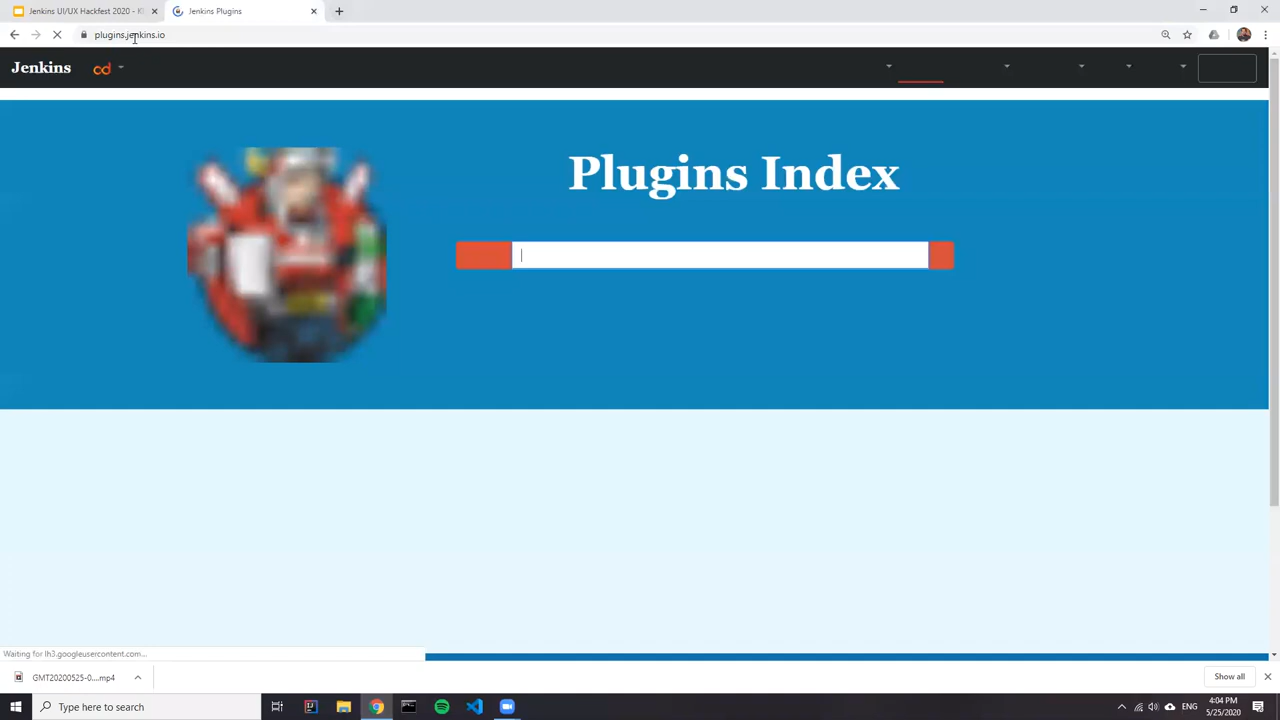 Jenkins UI/UX Hackfest 2020 - Ki
Jenkins Plugins
plugins.jenkins.io
Jenkins
cd
Plugins Index
Waiting for lh3.googleusercontent.com...
GMT20200525-0....mp4
Show all
Type here to search
ENG
4:04 PM
5/25/2020